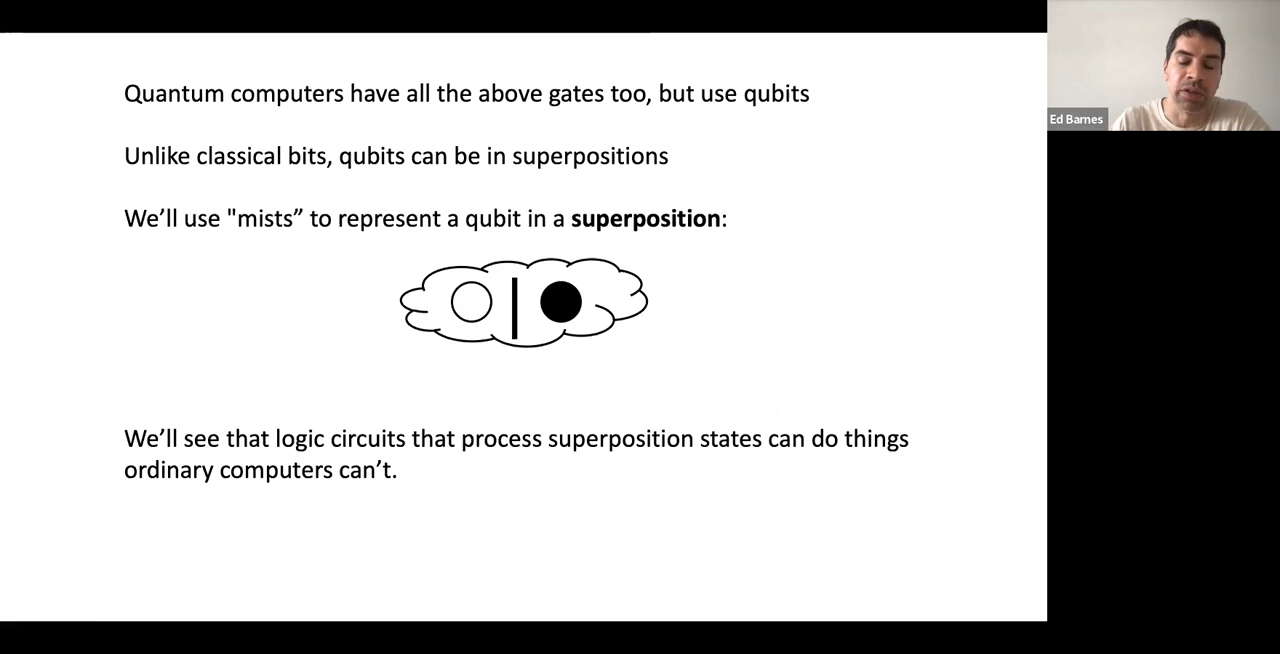 Quantum computers have all the above gates too, but use qubits
Unlike classical bits, qubits can be in superpositions
We’ll use "mists” to represent a qubit in a superposition:
We’ll see that logic circuits that process superposition states can do things
ordinary computers can’t.
Ed Barnes